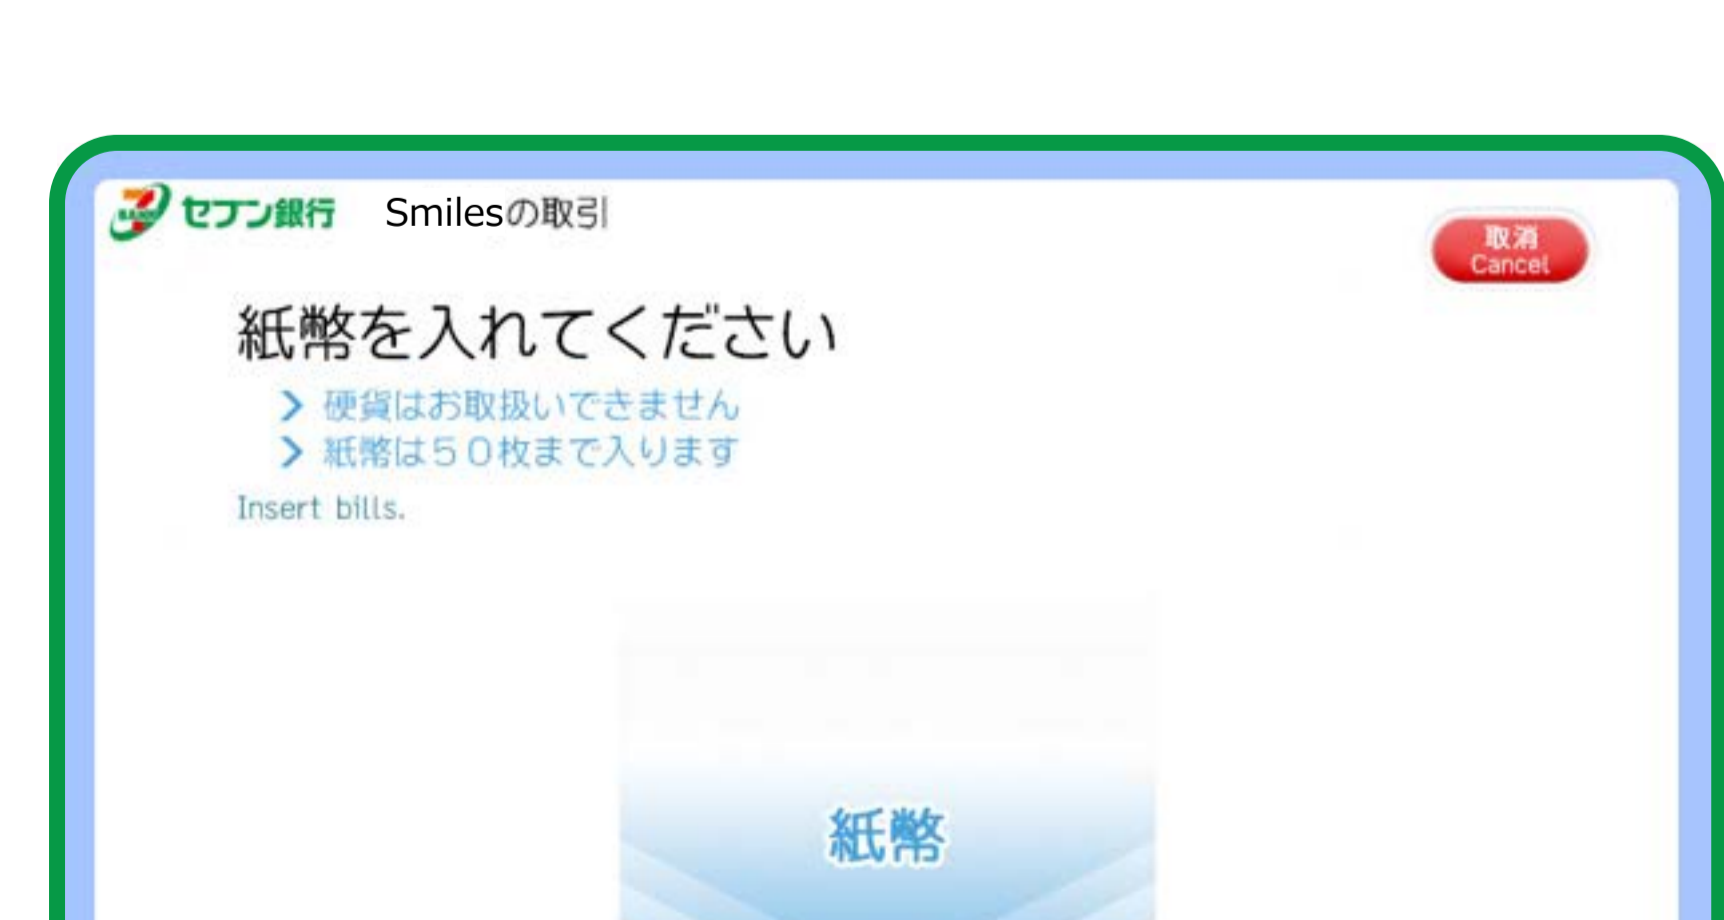 セブン銀行 Smilesの取引
取消
Cancel
紙幣を入れてください
硬貨はお取扱いできません
紙幣は５０枚まで入ります
Insert bills.
紙幣